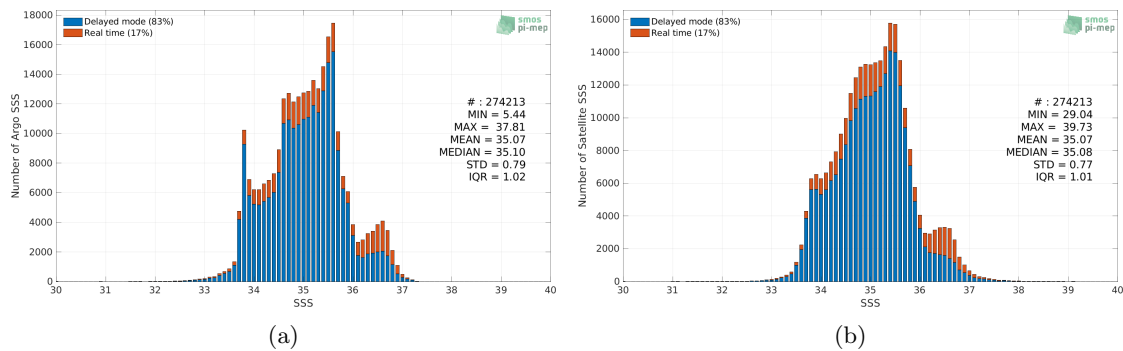 Delayed mode (83%)
Real time (17%)
smos
pi-mep
# : 274213
MIN = 5.44
MAX = 37.81
MEAN = 35.07
MEDIAN = 35.10
STD = 0.79
IQR = 1.02
Number of Argo SSS
18000
16000
14000
12000
10000
8000
6000
4000
2000
0
30 31 32 33 34 35 36 37 38 39 40
SSS
(a)
Delayed mode (83%)
Real time (17%)
smos
pi-mep
# : 274213
MIN = 29.04
MAX = 39.73
MEAN = 35.07
MEDIAN = 35.08
STD = 0.77
IQR = 1.01
Number of Satellite SSS
16000
14000
12000
10000
8000
6000
4000
2000
0
30 31 32 33 34 35 36 37 38 39 40
SSS
(b)